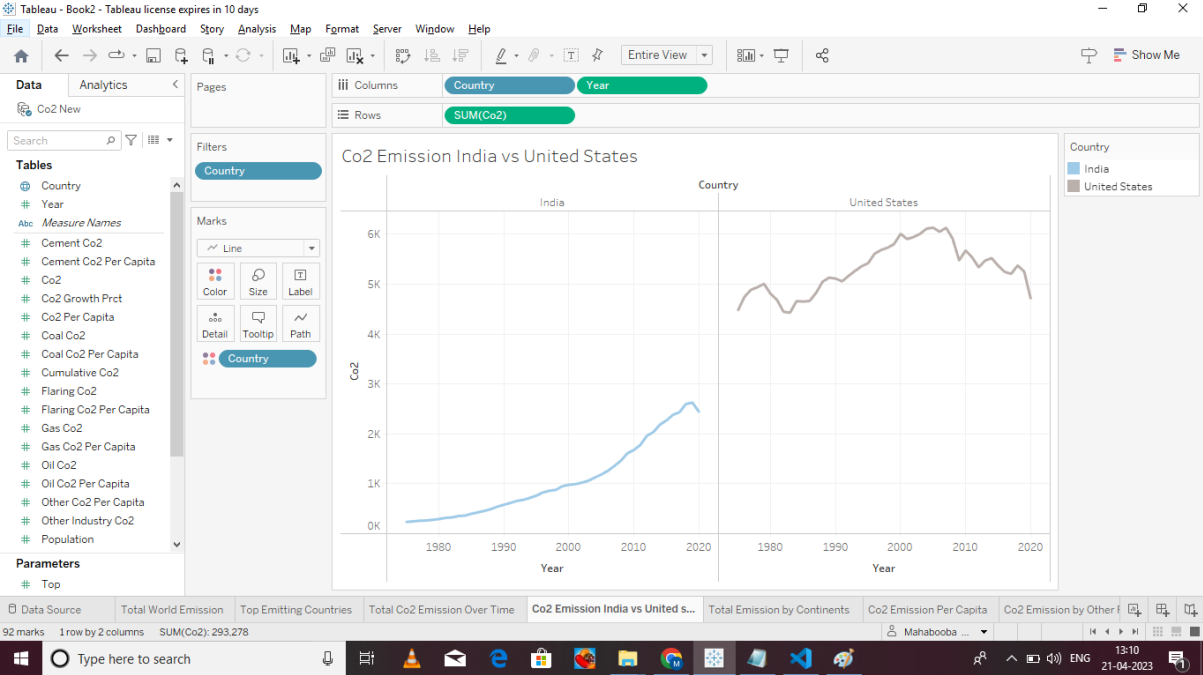 Tableau - Book2 - Tableau license expires in 10 days
File Data Worksheet Dashboard Story Analysis Map Format Server Window Help
Entire View
Show Me
Data Analytics
Co2 New
Search
Tables
Country
Year
Abc Measure Names
Cement Co2
Cement Co2 Per Capita
Co2
Co2 Growth Prct
Co2 Per Capita
Coal Co2
Coal Co2 Per Capita
Cumulative Co2
Flaring Co2
Flaring Co2 Per Capita
Gas Co2
Gas Co2 Per Capita
Oil Co2
Oil Co2 Per Capita
Other Co2 Per Capita
Other Industry Co2
Population
Parameters
Top
Pages
Filters
Country
Marks
Line
Color Size Label
Detail Tooltip Path
Country
Columns Country Year
Rows SUM(Co2)
Co2 Emission India vs United States
Country
India United States
6K
5K
4K
3K
2K
1K
0K
Co2
1980 1990 2000 2010 2020 1980 1990 2000 2010 2020
Year Year
Country
India
United States
Data Source Total World Emission Top Emitting Countries Total Co2 Emission Over Time Co2 Emission India vs United s... Total Emission by Continents Co2 Emission Per Capita Co2 Emission by Other
92 marks 1 row by 2 columns SUM(Co2): 293,278 Mahabooba ...
Type here to search
ENG
13:10
21-04-2023
1